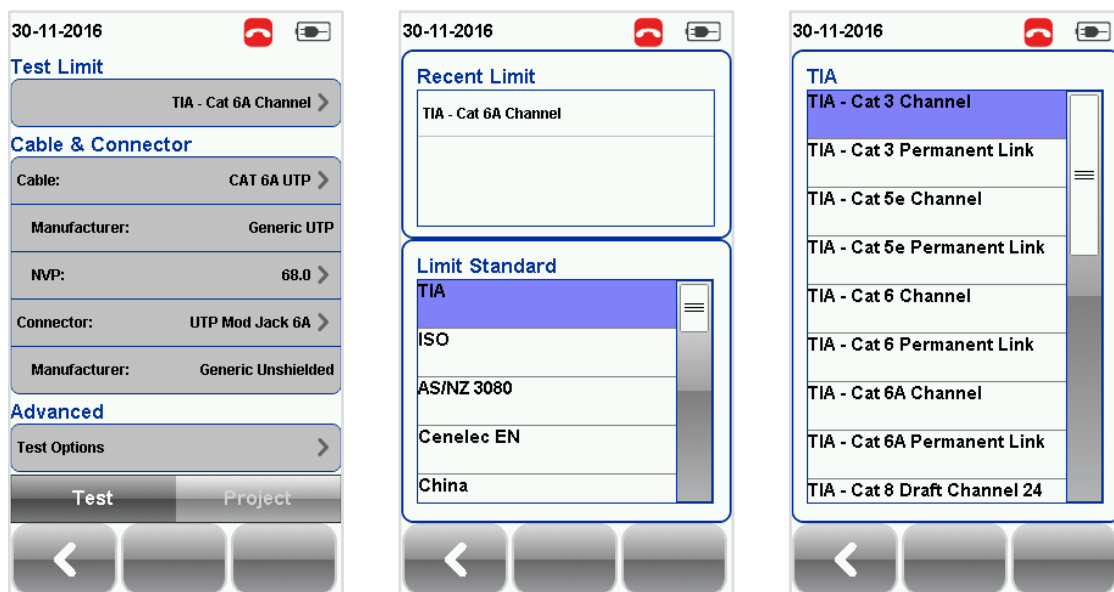 30-11-2016
Test Limit
TIA - Cat 6A Channel
Cable & Connector
Cable: CAT 6A UTP
Manufacturer: Generic UTP
NVP: 68.0
Connector: UTP Mod Jack 6A
Manufacturer: Generic Unshielded
Advanced
Test Options
Test Project
30-11-2016
Recent Limit
TIA - Cat 6A Channel
Limit Standard
TIA
ISO
AS/NZ 3080
Cenelec EN
China
30-11-2016
TIA
TIA - Cat 3 Channel
TIA - Cat 3 Permanent Link
TIA - Cat 5e Channel
TIA - Cat 5e Permanent Link
TIA - Cat 6 Channel
TIA - Cat 6 Permanent Link
TIA - Cat 6A Channel
TIA - Cat 6A Permanent Link
TIA - Cat 8 Draft Channel 24